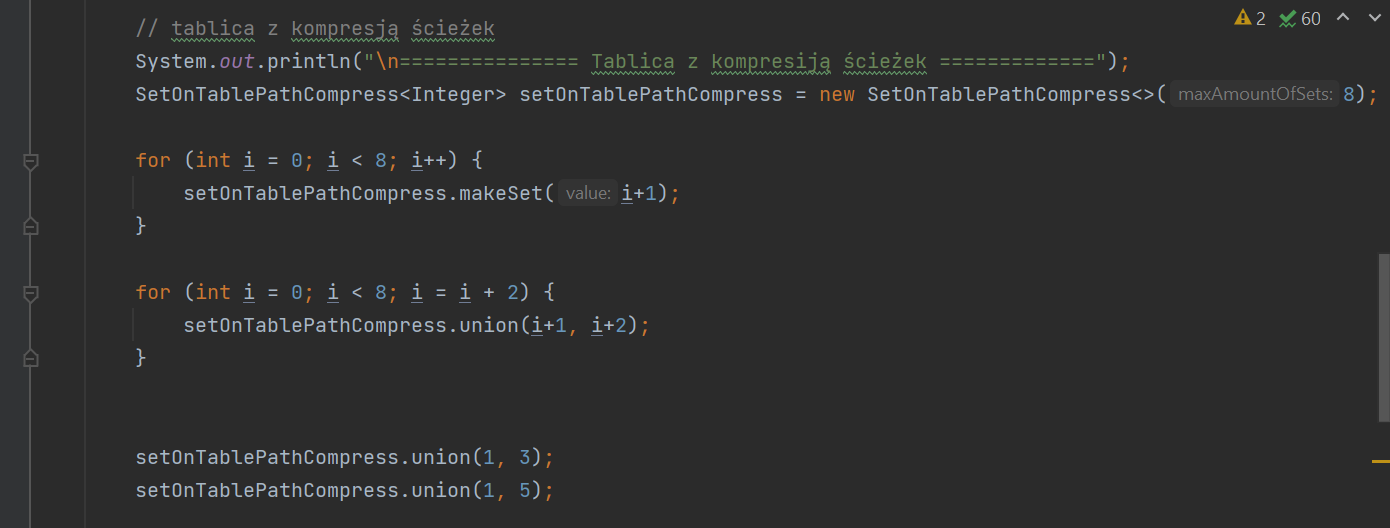 2 60
// tablica z kompresją ścieżek
System.out.println("\n=============== Tablica z kompresiją ścieżek =============");
SetOnTablePathCompress<Integer> setOnTablePathCompress = new SetOnTablePathCompress<>( maxAmountOfSets: 8);
for (int i = 0; i < 8; i++) {
setOnTablePathCompress.makeSet( value: i+1);
}
for (int i = 0; i < 8; i = i + 2) {
setOnTablePathCompress.union(i+1, i+2);
}
setOnTablePathCompress.union(1, 3);
setOnTablePathCompress.union(1, 5);